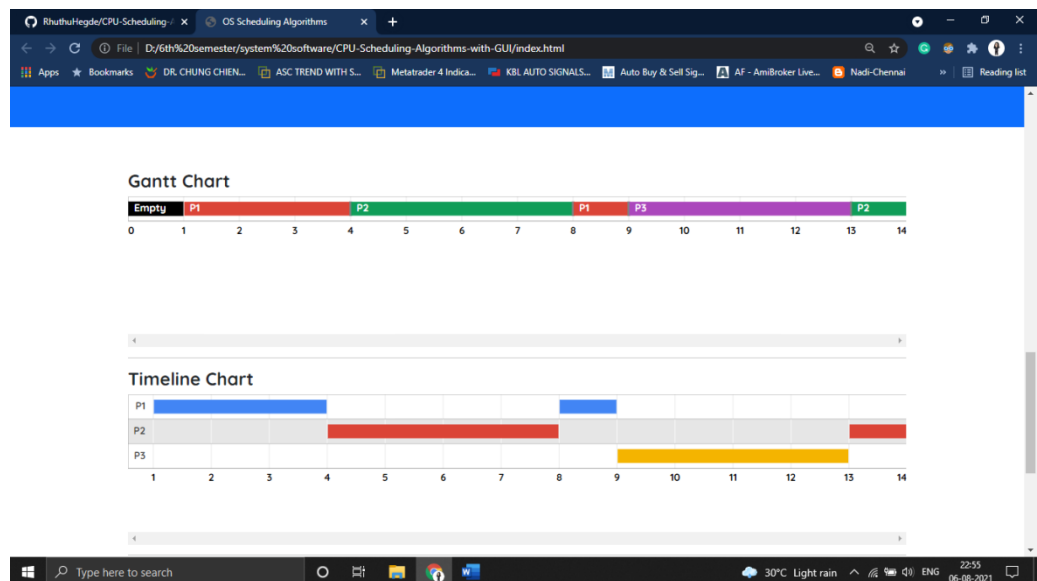 RhuthuHegde/CPU-Scheduling-A OS Scheduling Algorithms
File D:/6th%20semester/system%20software/CPU-Scheduling-Algorithms-with-GUI/index.html
Apps Bookmarks DR. CHUNG CHIEN... ASC TREND WITH S... Metatrader 4 Indica... KBL AUTO SIGNALS... Auto Buy & Sell Sig... AF - AmiBroker Live... Nadi-Chennai » Reading list
Gantt Chart
Empty P1 P2 P1 P3 P2
0 1 2 3 4 5 6 7 8 9 10 11 12 13 14
Timeline Chart
P1
P2
P3
1 2 3 4 5 6 7 8 9 10 11 12 13 14
Type here to search 30°C Light rain ENG 22:55
06-08-2021